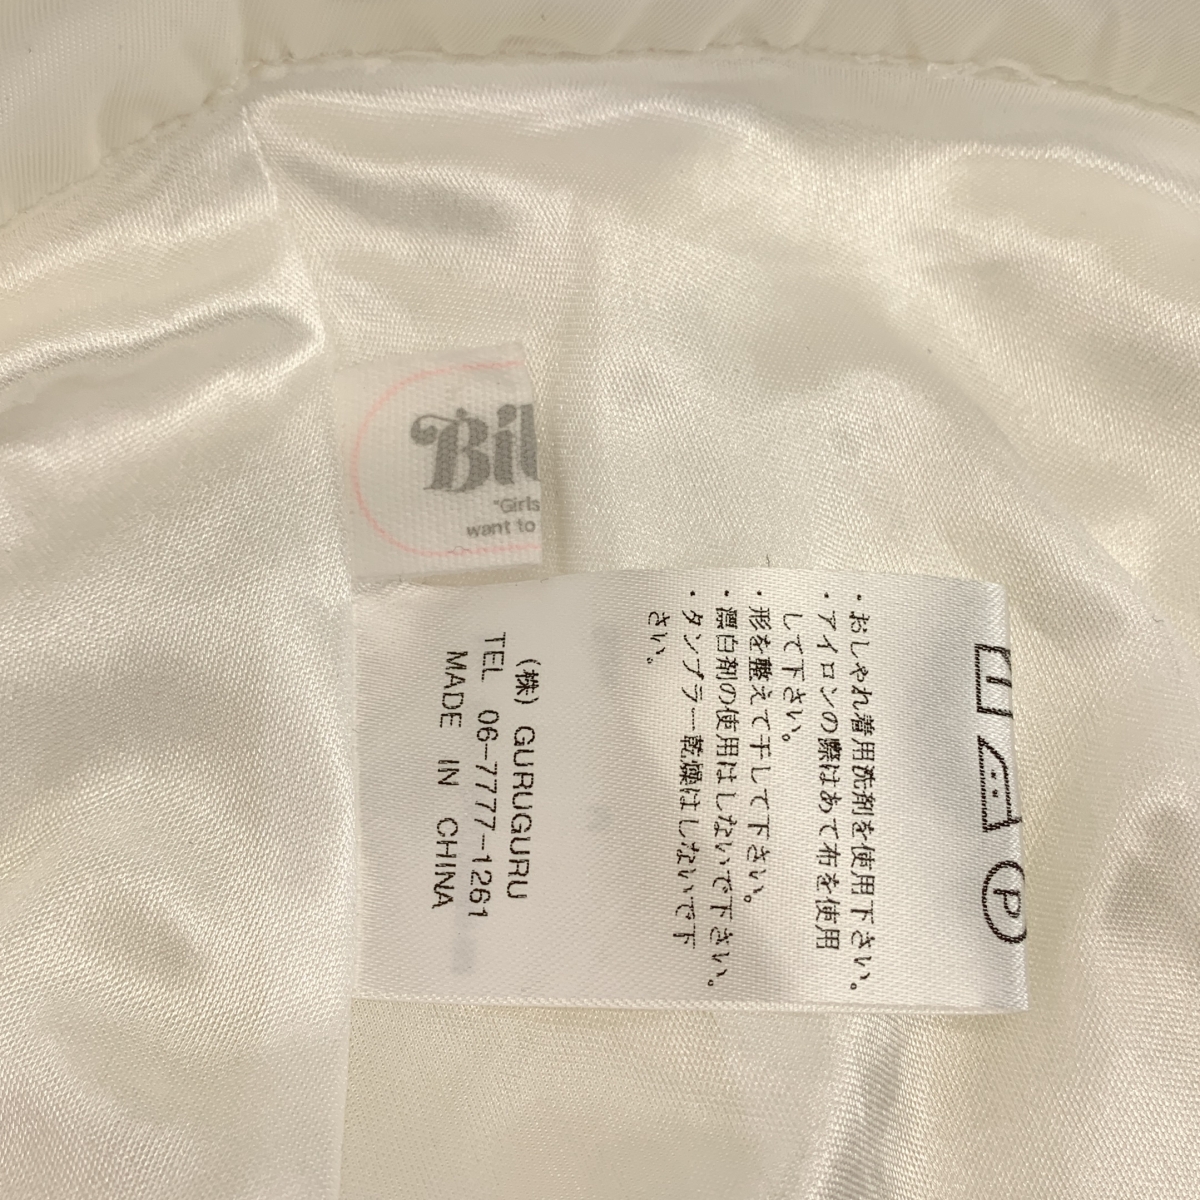 Bil
"Girls
want to
P
・おしゃれ着用洗剤を使用下さい。
・アイロンの際はあて布を使用
して下さい。
・形を整えて干して下さい。
・漂白剤の使用はしないで下さい。
・タンブラー乾燥はしないで下
さい。
(株) GURUGURU
TEL 06-7777-1261
MADE IN CHINA